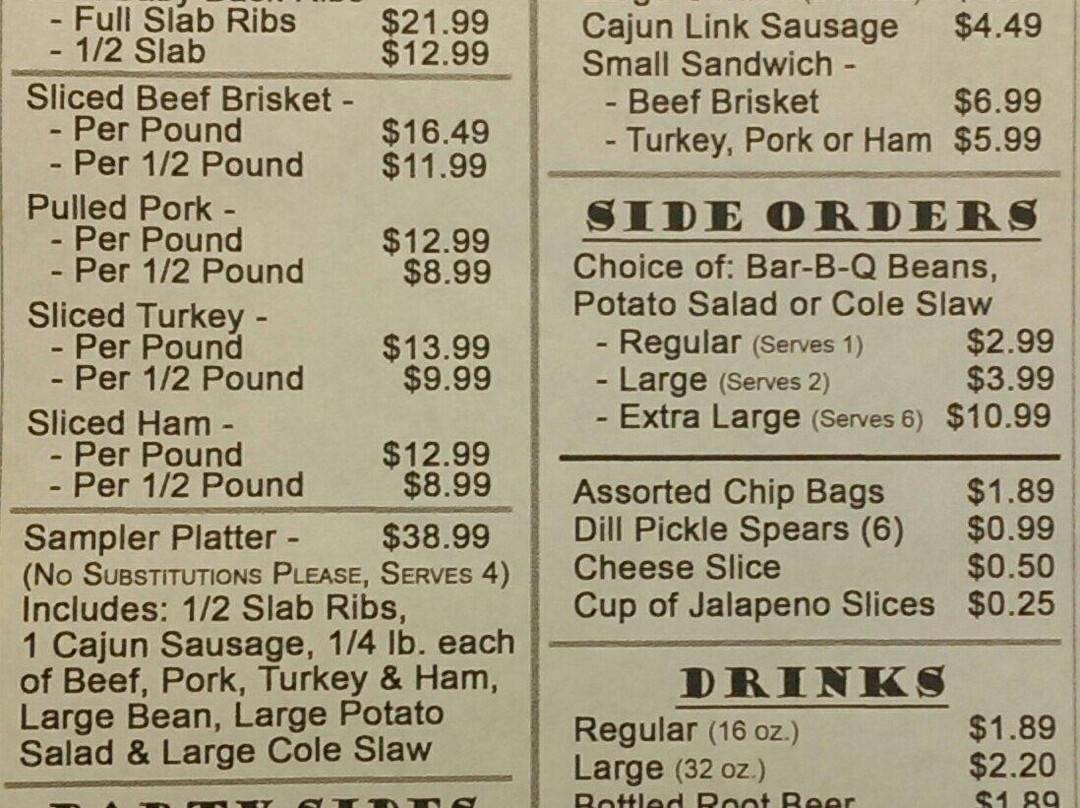 - Full Slab Ribs $21.99
- 1/2 Slab $12.99
Sliced Beef Brisket -
- Per Pound $16.49
- Per 1/2 Pound $11.99
Pulled Pork -
- Per Pound $12.99
- Per 1/2 Pound $8.99
Sliced Turkey -
- Per Pound $13.99
- Per 1/2 Pound $9.99
Sliced Ham -
- Per Pound $12.99
- Per 1/2 Pound $8.99
Sampler Platter - $38.99
(No Substitutions Please, Serves 4)
Includes: 1/2 Slab Ribs,
1 Cajun Sausage, 1/4 lb. each
of Beef, Pork, Turkey & Ham,
Large Bean, Large Potato
Salad & Large Cole Slaw
Cajun Link Sausage $4.49
Small Sandwich -
- Beef Brisket $6.99
- Turkey, Pork or Ham $5.99
SIDE ORDERS
Choice of: Bar-B-Q Beans,
Potato Salad or Cole Slaw
- Regular (Serves 1) $2.99
- Large (Serves 2) $3.99
- Extra Large (Serves 6) $10.99
Assorted Chip Bags $1.89
Dill Pickle Spears (6) $0.99
Cheese Slice $0.50
Cup of Jalapeno Slices $0.25
DRINKS
Regular (16 oz.) $1.89
Large (32 oz.) $2.20
Bottled Root Beer $1.89